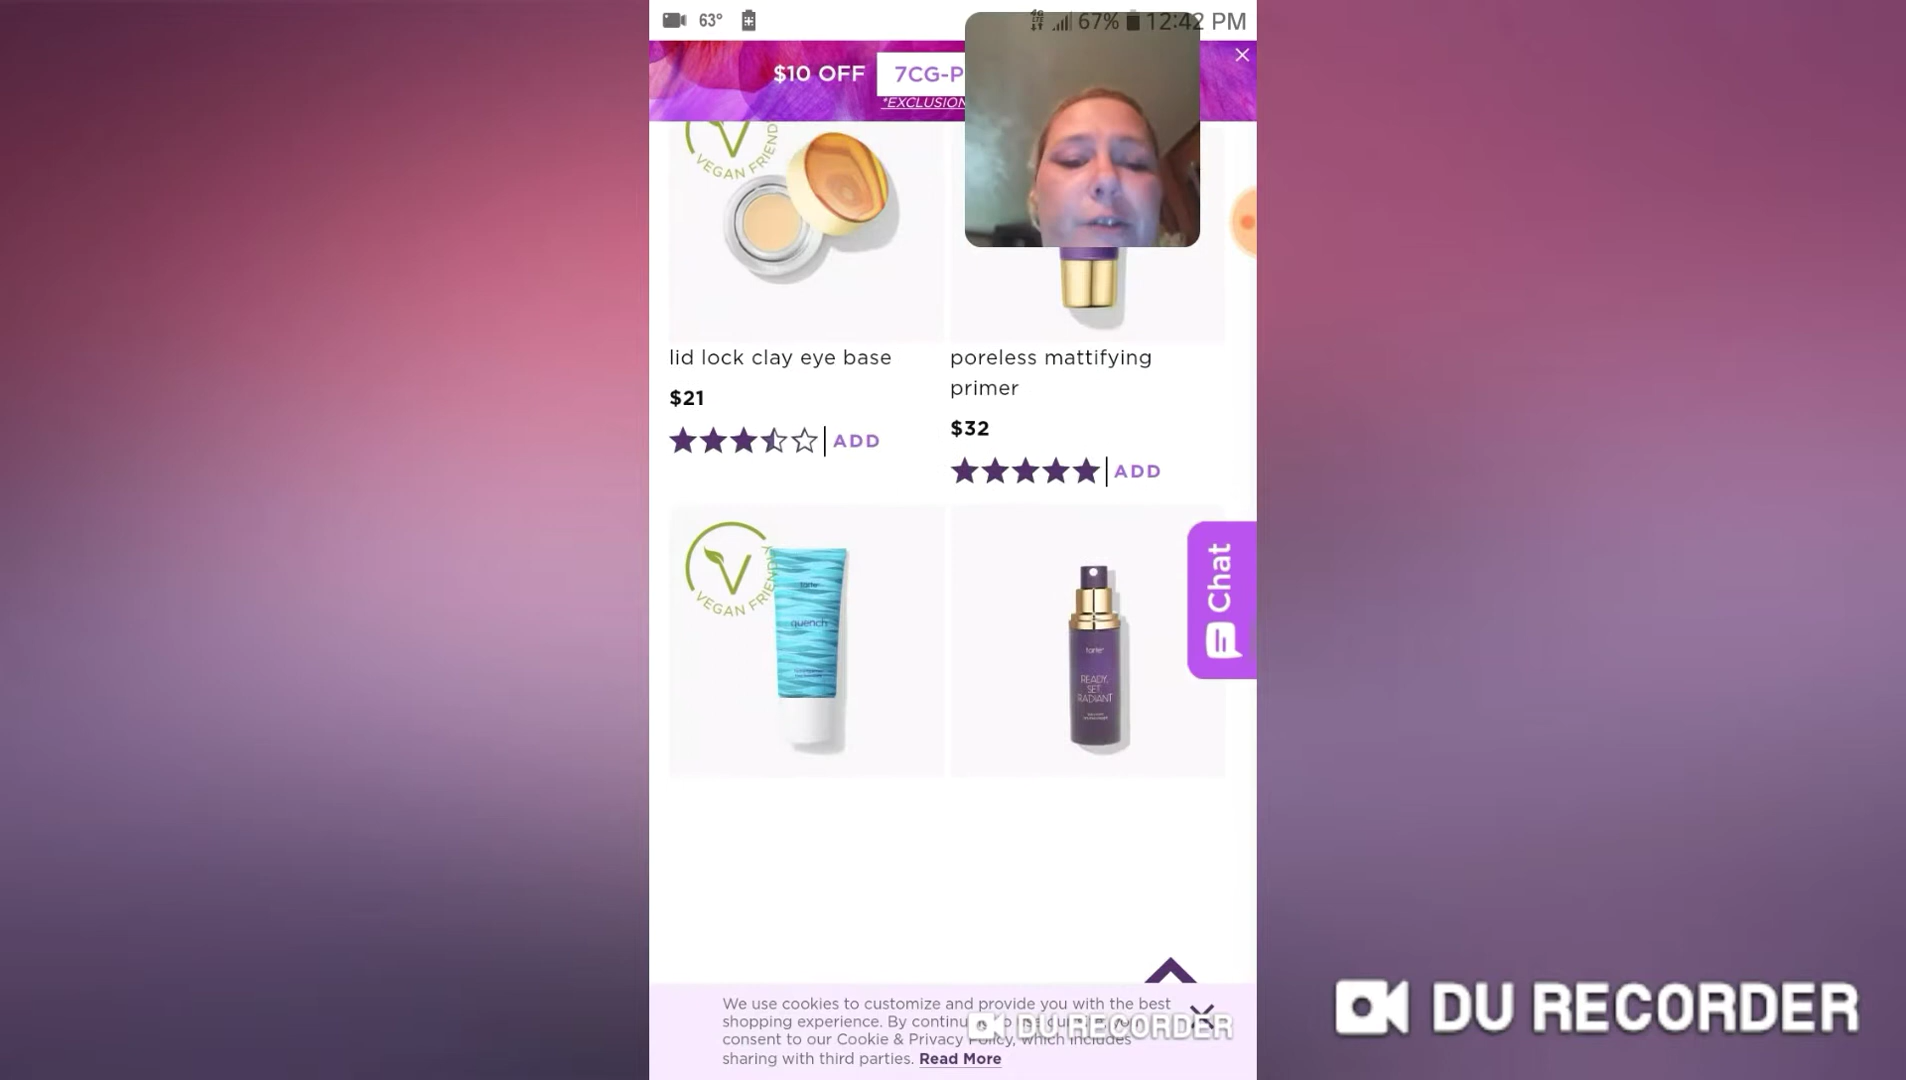 63°
67%
12:42 PM
$10 OFF
7CG-P
*EXCLUSION
VEGAN FRIEND
lid lock clay eye base
$21
ADD
poreless mattifying
primer
$32
ADD
VEGAN FRIENDLY
tarte
quench
tarte
READY,
SET
RADIANT
Chat
We use cookies to customize and provide you with the best
shopping experience. By
consent to our Cookie & Privacy Policy, which includes
sharing with third parties. Read More
DU RECORDER
DU RECORDER